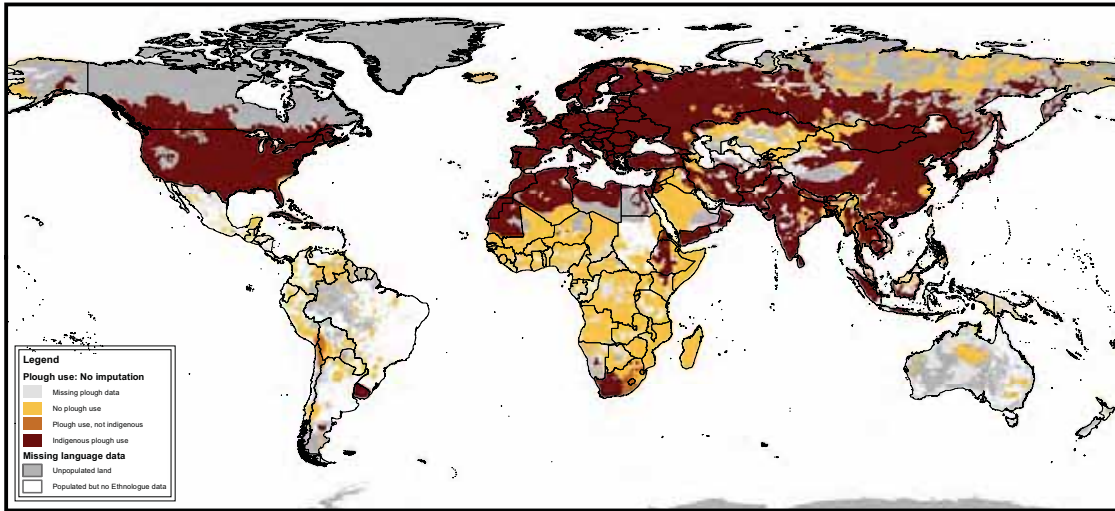 Legend
Plough use: No imputation
Missing plough data
No plough use
Plough use, not indigenous
Indigenous plough use
Missing language data
Unpopulated land
Populated but no Ethnologue data